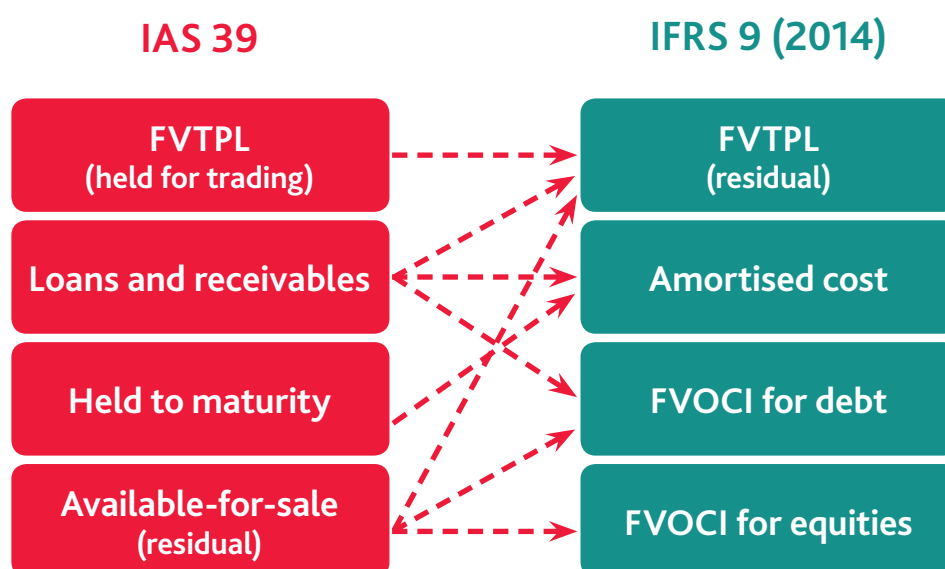 IAS 39
IFRS 9 (2014)
FVTPL
(held for trading)
FVTPL
(residual)
Loans and receivables
Amortised cost
Held to maturity
FVOCI for debt
Available-for-sale
(residual)
FVOCI for equities